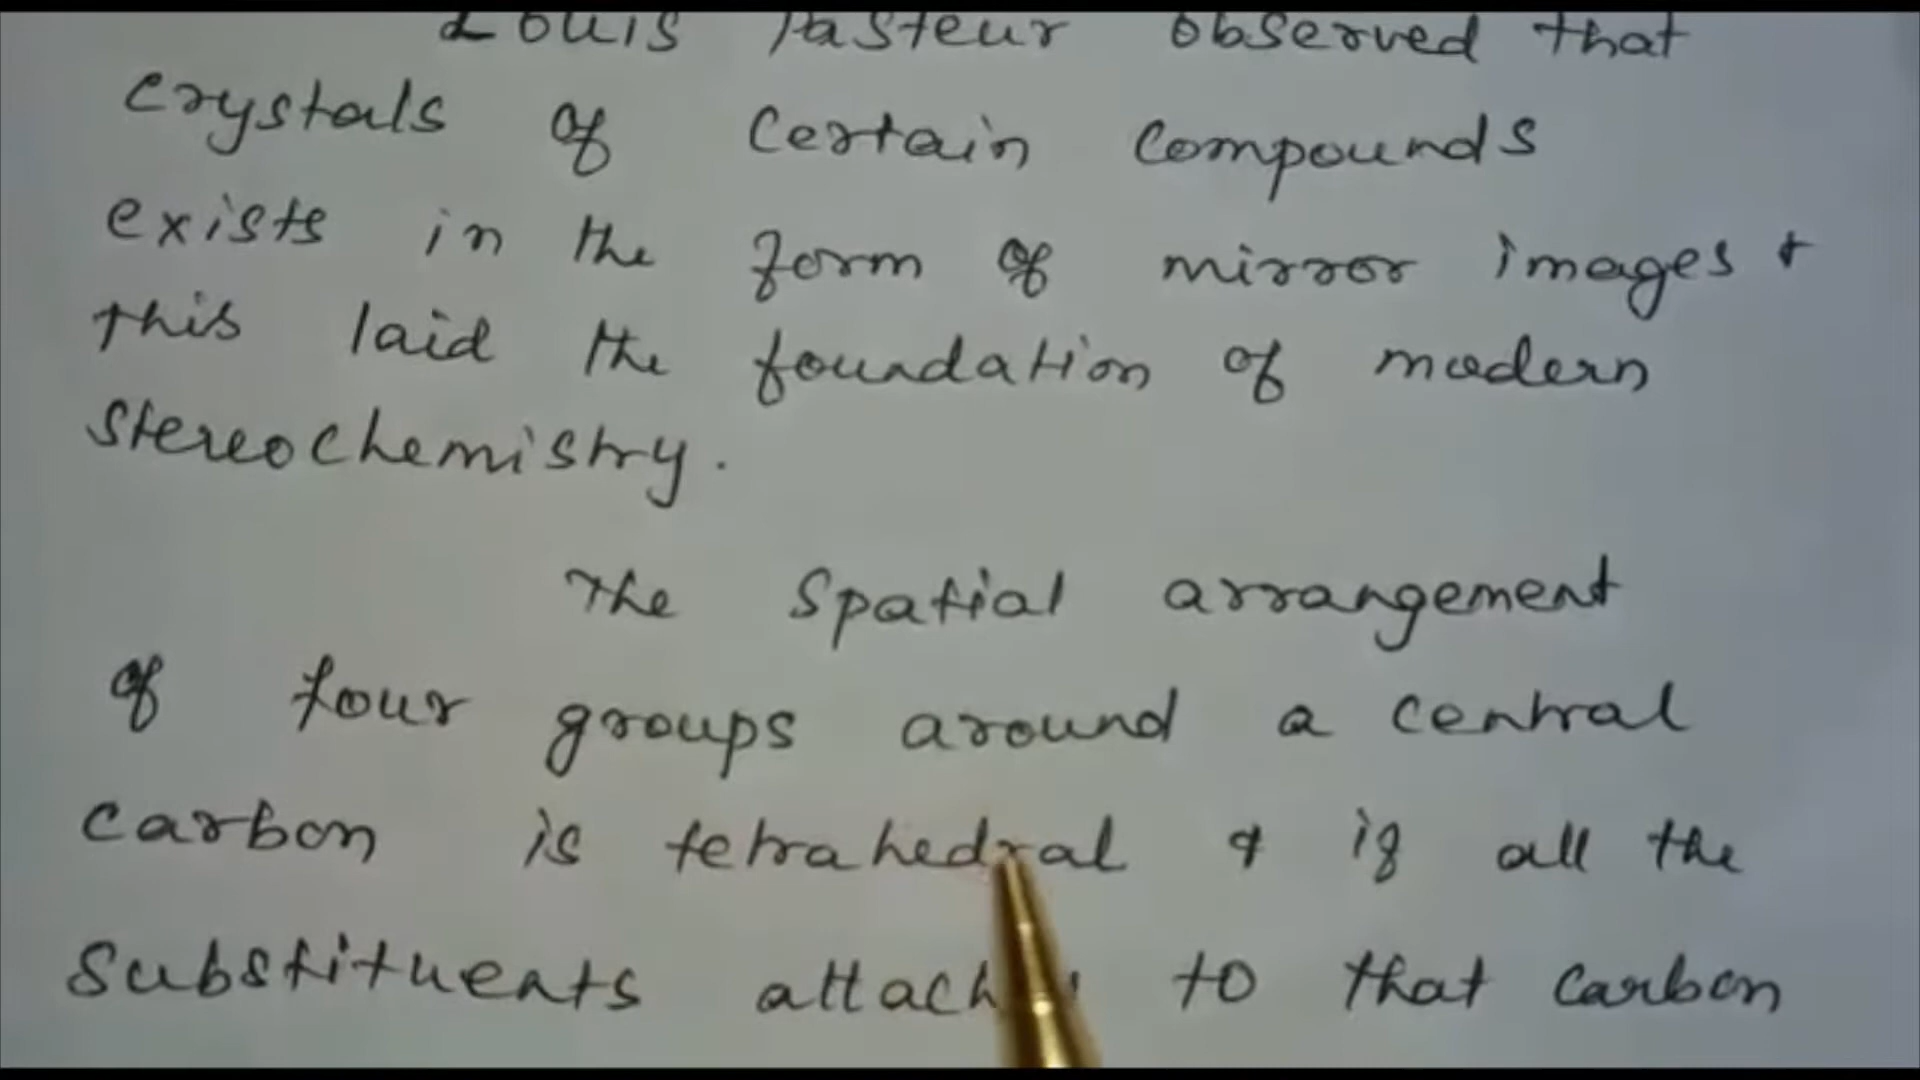 Louis Pasteur observed that
crystals of certain compounds
exists in the form of mirror images &
this laid the foundation of modern
stereochemistry.
The spatial arrangement
of four groups around a central
carbon is tetrahedral & if all the
substituents to that carbon